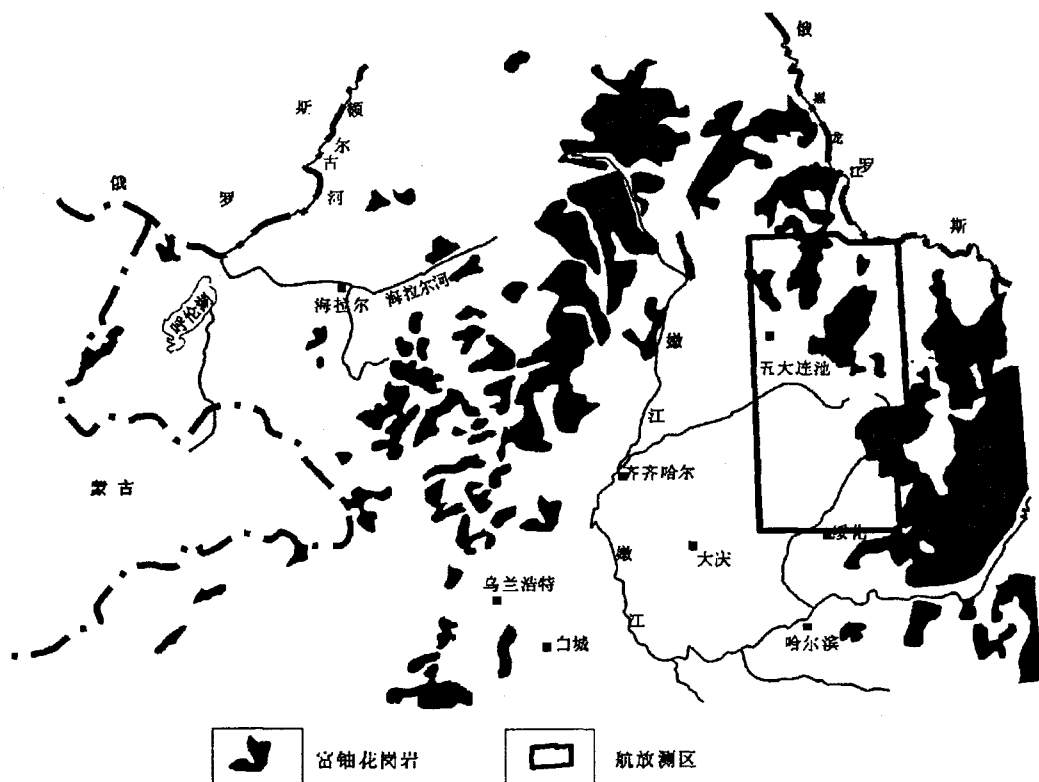 俄
罗
斯
额尔古纳河
俄
黑龙江
罗
斯
呼伦湖
海拉尔
海拉尔河
嫩
江
五大连池
齐齐哈尔
蒙古
嫩
江
大庆
绥化
乌兰浩特
白城
哈尔滨
富铀花岗岩
航放测区